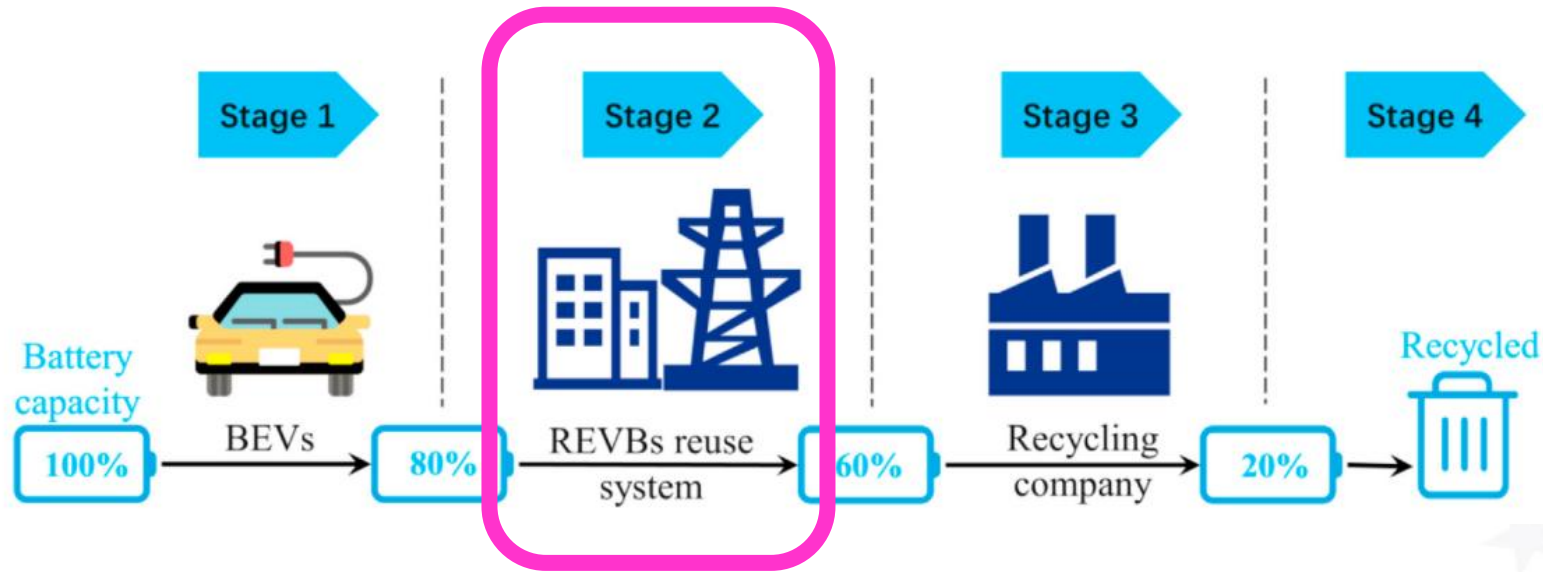 Stage 1
Stage 2
Stage 3
Stage 4
Battery
capacity
100%
BEVs
80%
REVBs reuse
system
60%
Recycling
company
20%
Recycled